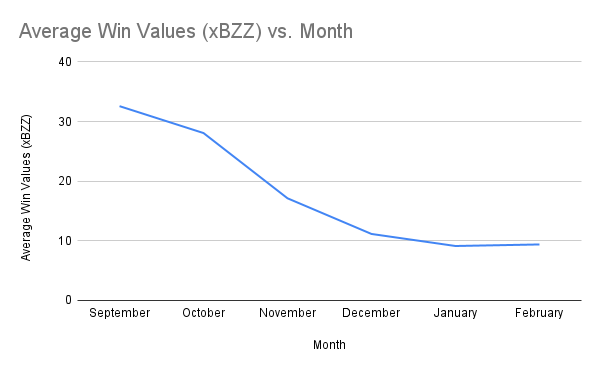 Average Win Values (xBZZ) vs. Month
Average Win Values (xBZZ)
40
30
20
10
0
September October November December January February
Month